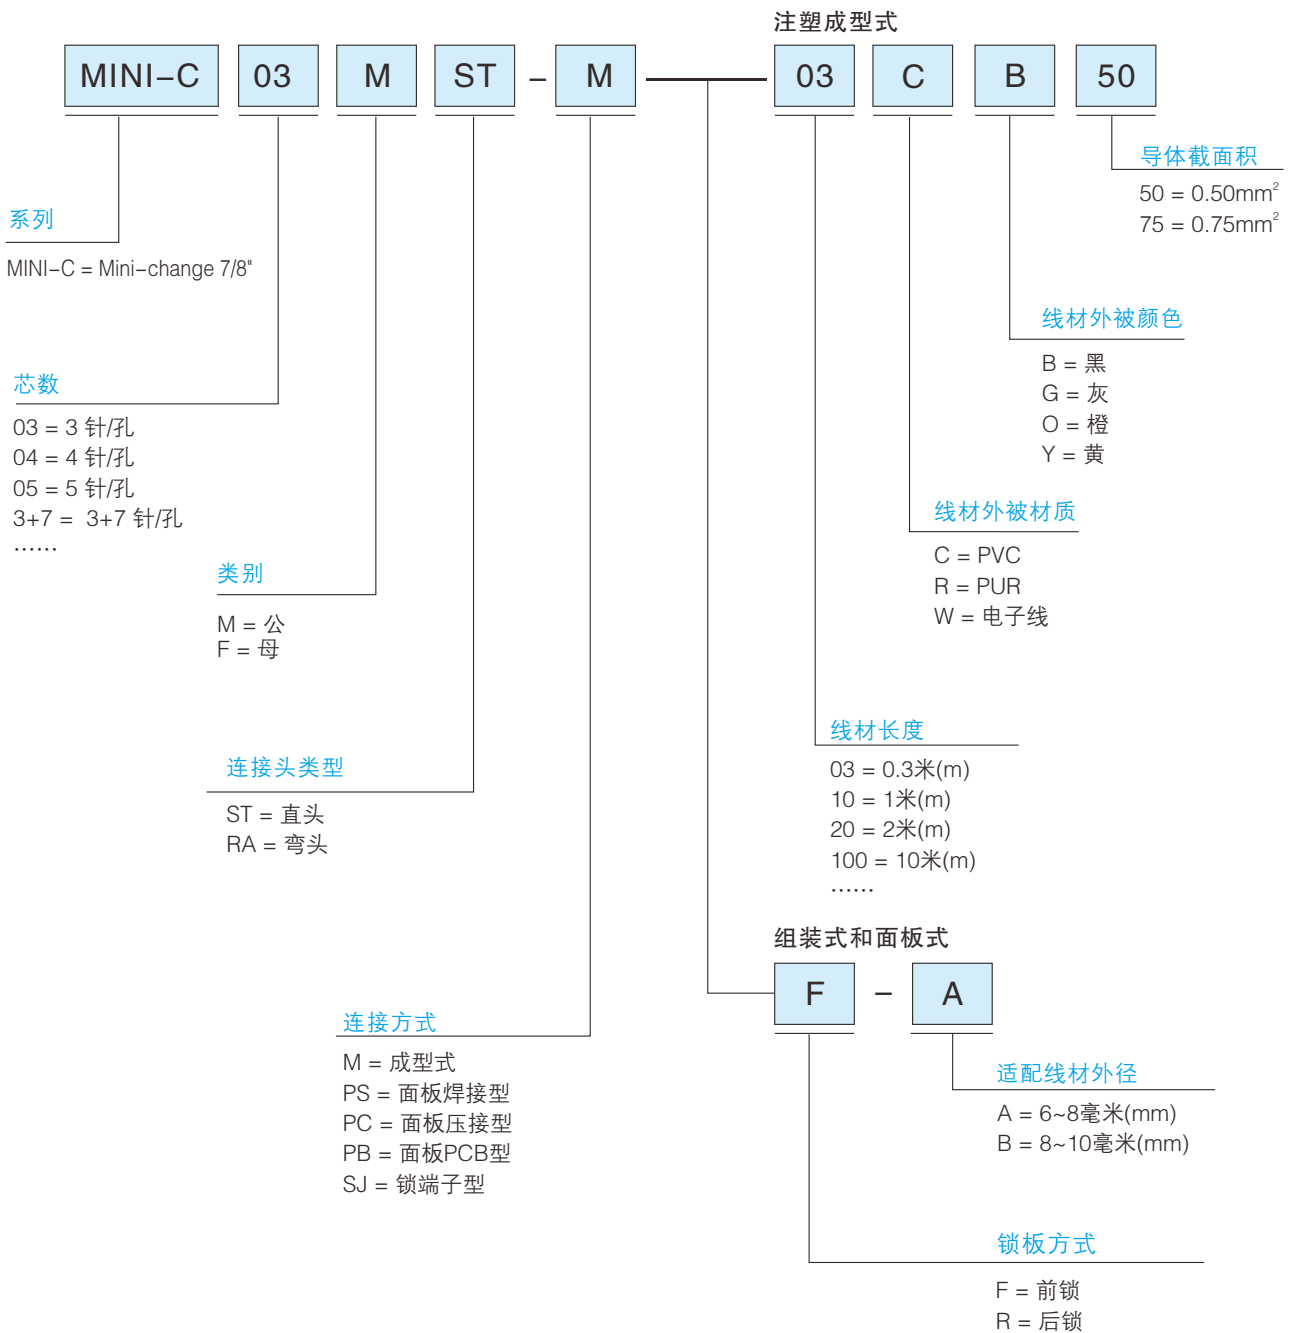 注塑成型式
MINI-C 03 M ST - M 03 C B 50
导体截面积
50 = 0.50mm²
75 = 0.75mm²
系列
MINI-C = Mini-change 7/8"
线材外被颜色
B = 黑
G = 灰
O = 橙
Y = 黄
芯数
03 = 3 针/孔
04 = 4 针/孔
05 = 5 针/孔
3+7 = 3+7 针/孔
……
线材外被材质
C = PVC
R = PUR
W = 电子线
类别
M = 公
F = 母
线材长度
03 = 0.3米(m)
10 = 1米(m)
20 = 2米(m)
100 = 10米(m)
……
连接头类型
ST = 直头
RA = 弯头
组装式和面板式
F - A
连接方式
M = 成型式
PS = 面板焊接型
PC = 面板压接型
PB = 面板PCB型
SJ = 锁端子型
适配线材外径
A = 6~8毫米(mm)
B = 8~10毫米(mm)
锁板方式
F = 前锁
R = 后锁